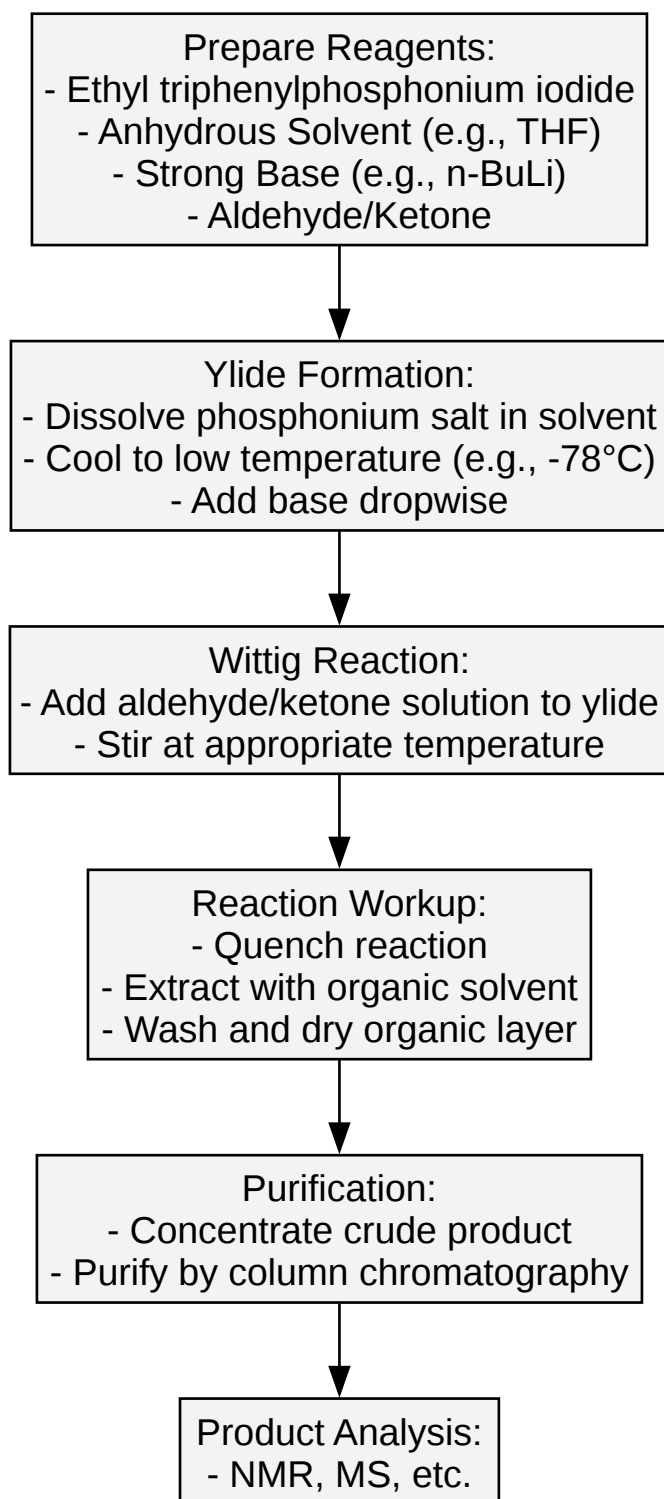 Prepare Reagents:
- Ethyl triphenylphosphonium iodide
- Anhydrous Solvent (e.g., THF)
- Strong Base (e.g., n-BuLi)
- Aldehyde/Ketone
Ylide Formation:
- Dissolve phosphonium salt in solvent
- Cool to low temperature (e.g., -78°C)
- Add base dropwise
Wittig Reaction:
- Add aldehyde/ketone solution to ylide
- Stir at appropriate temperature
Reaction Workup:
- Quench reaction
- Extract with organic solvent
- Wash and dry organic layer
Purification:
- Concentrate crude product
- Purify by column chromatography
Product Analysis:
- NMR, MS, etc.